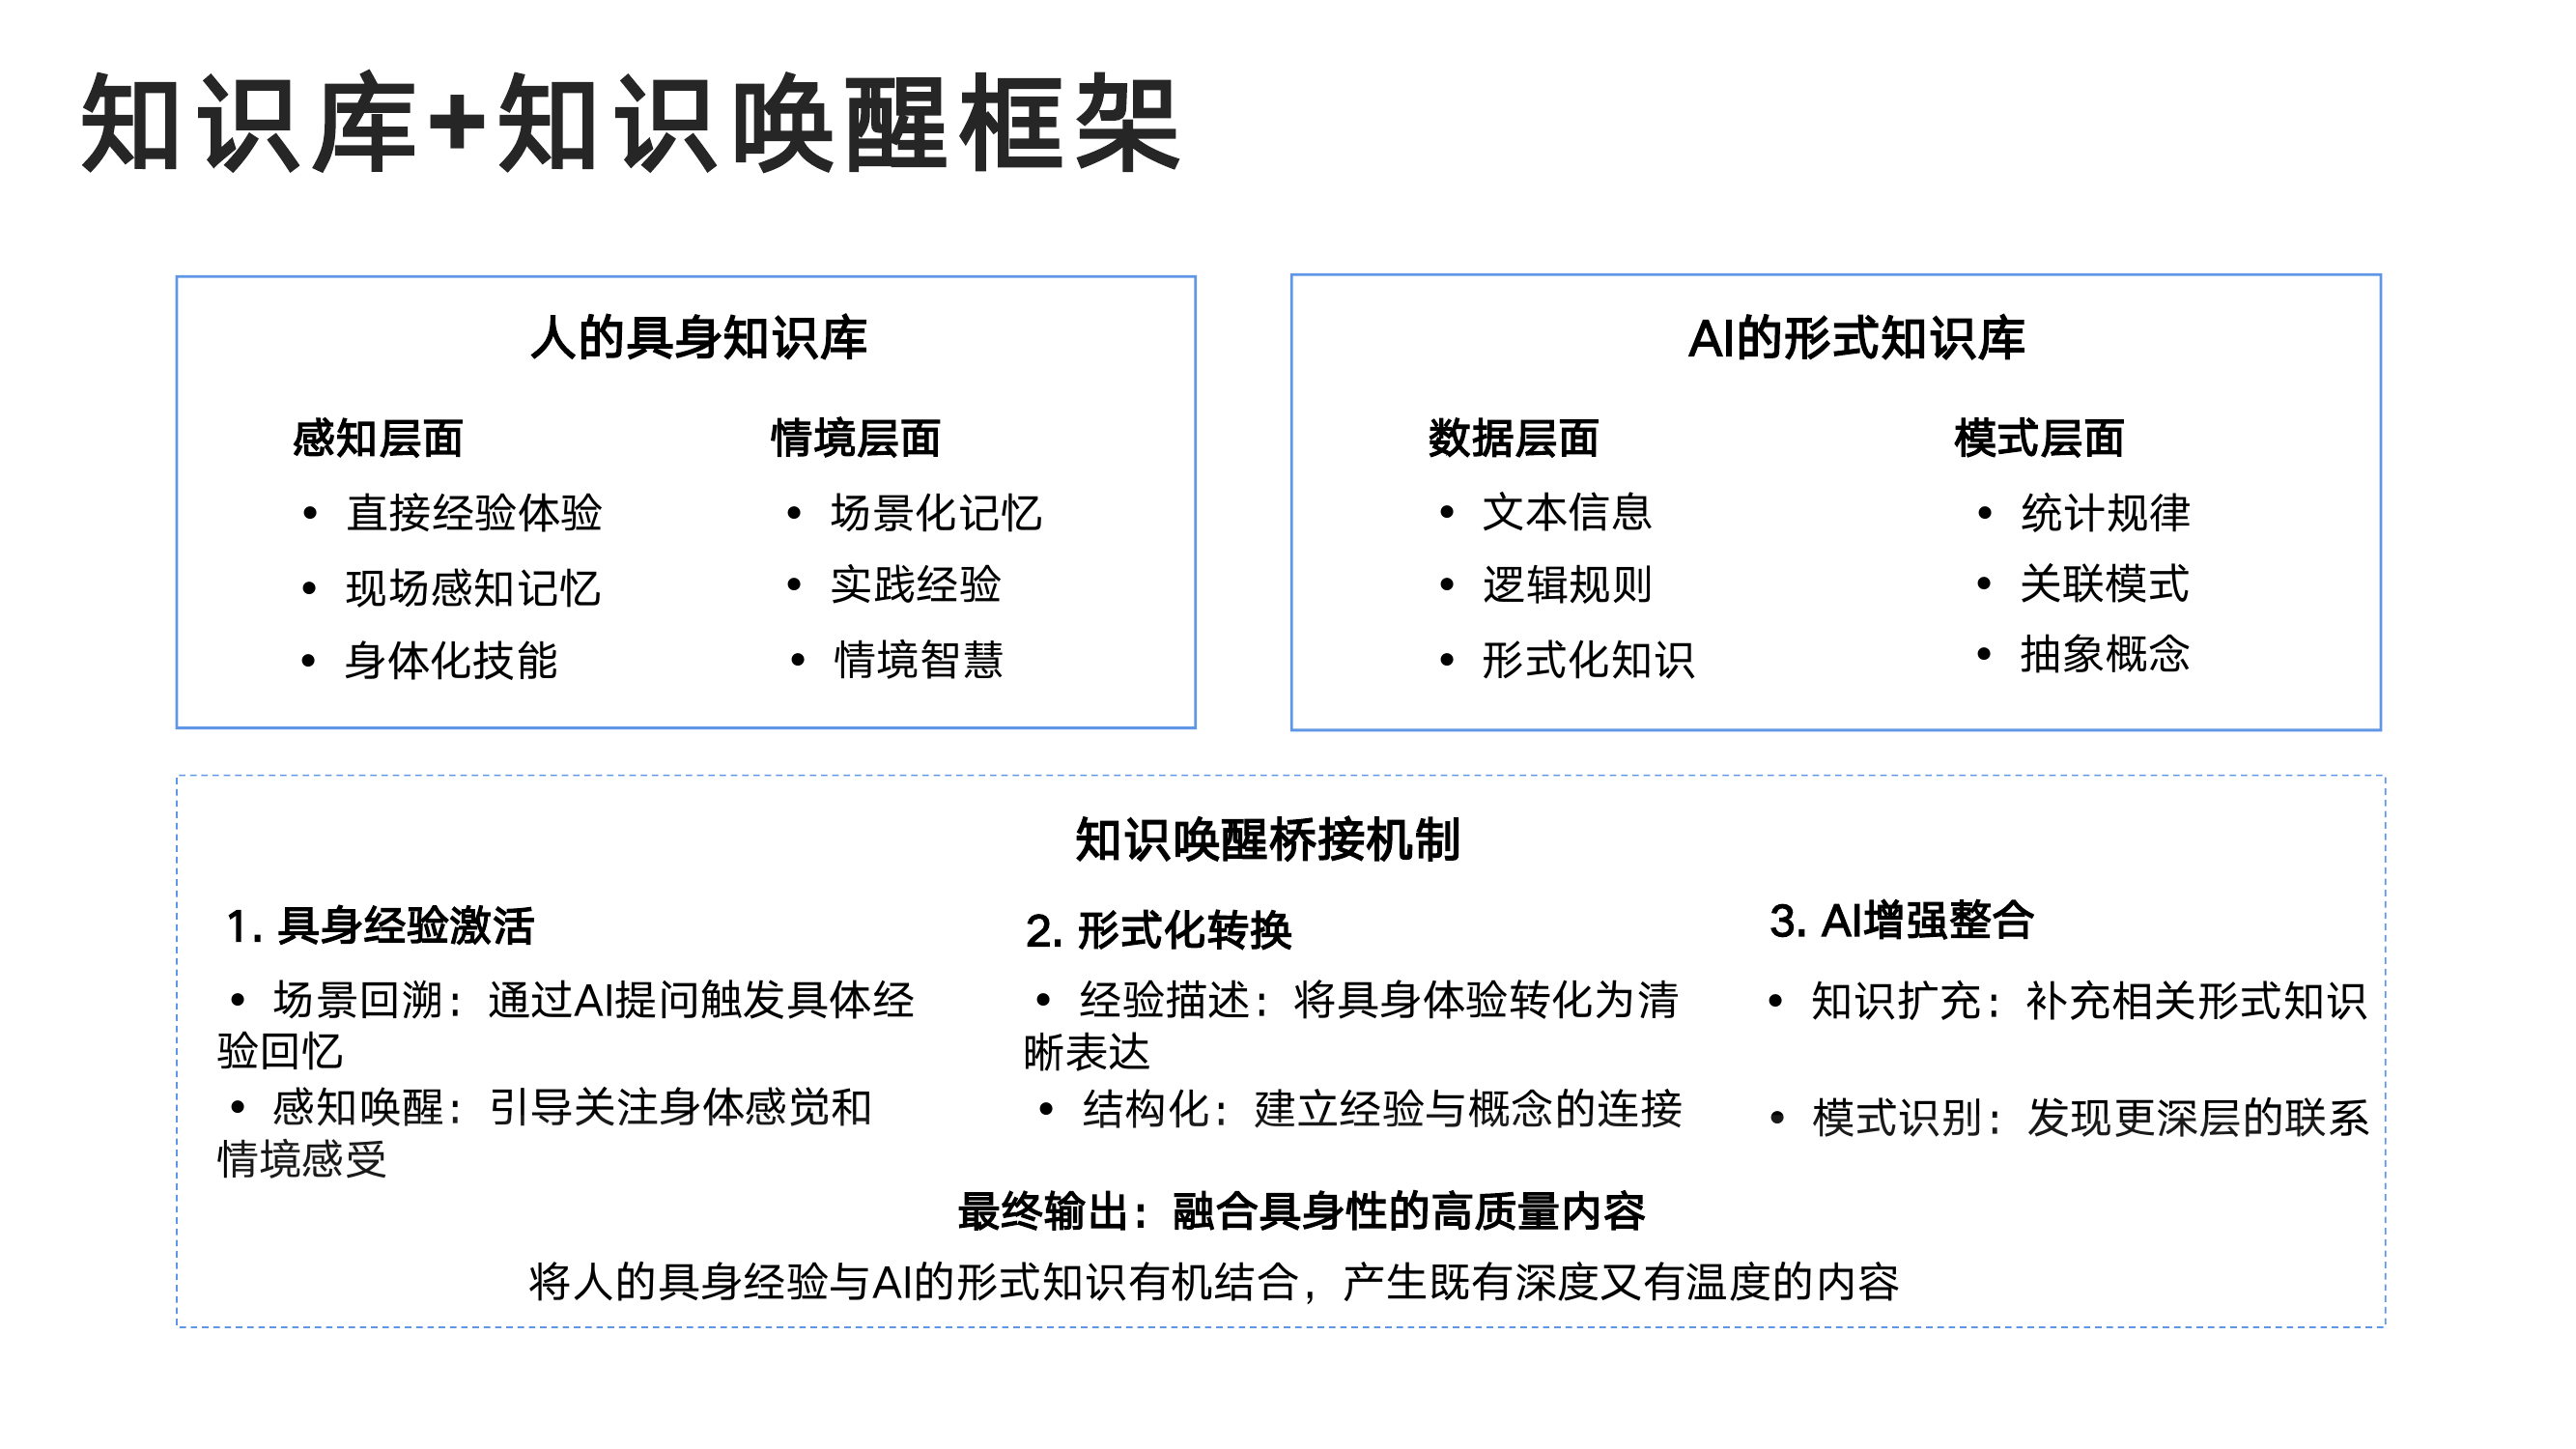 知识库+知识唤醒框架
人的具身知识库
感知层面
• 直接经验体验
• 现场感知记忆
• 身体化技能
情境层面
• 场景化记忆
• 实践经验
• 情境智慧
AI的形式知识库
数据层面
• 文本信息
• 逻辑规则
• 形式化知识
模式层面
• 统计规律
• 关联模式
• 抽象概念
知识唤醒桥接机制
1. 具身经验激活
• 场景回溯：通过AI提问触发具体经
验回忆
• 感知唤醒：引导关注身体感觉和
情境感受
2. 形式化转换
• 经验描述：将具身体验转化为清
晰表达
• 结构化：建立经验与概念的连接
3. AI增强整合
• 知识扩充：补充相关形式知识
• 模式识别：发现更深层的联系
最终输出：融合具身性的高质量内容
将人的具身经验与AI的形式知识有机结合，产生既有深度又有温度的内容